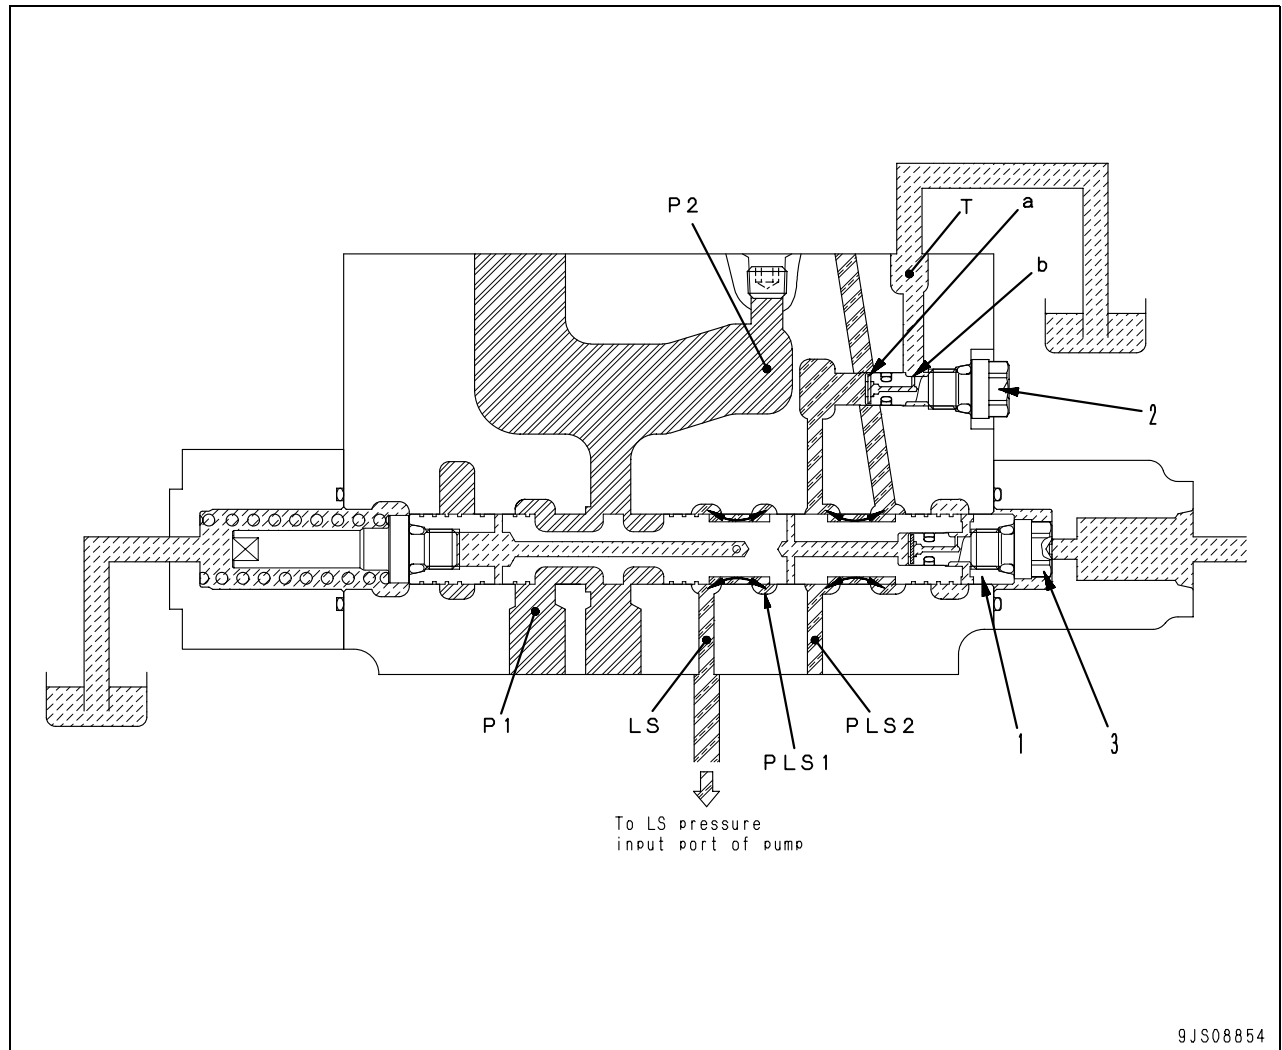 P2
T
a
b
2
P1
LS
PLS1
PLS2
1
3
To LS pressure
input port of pump
9JS08854